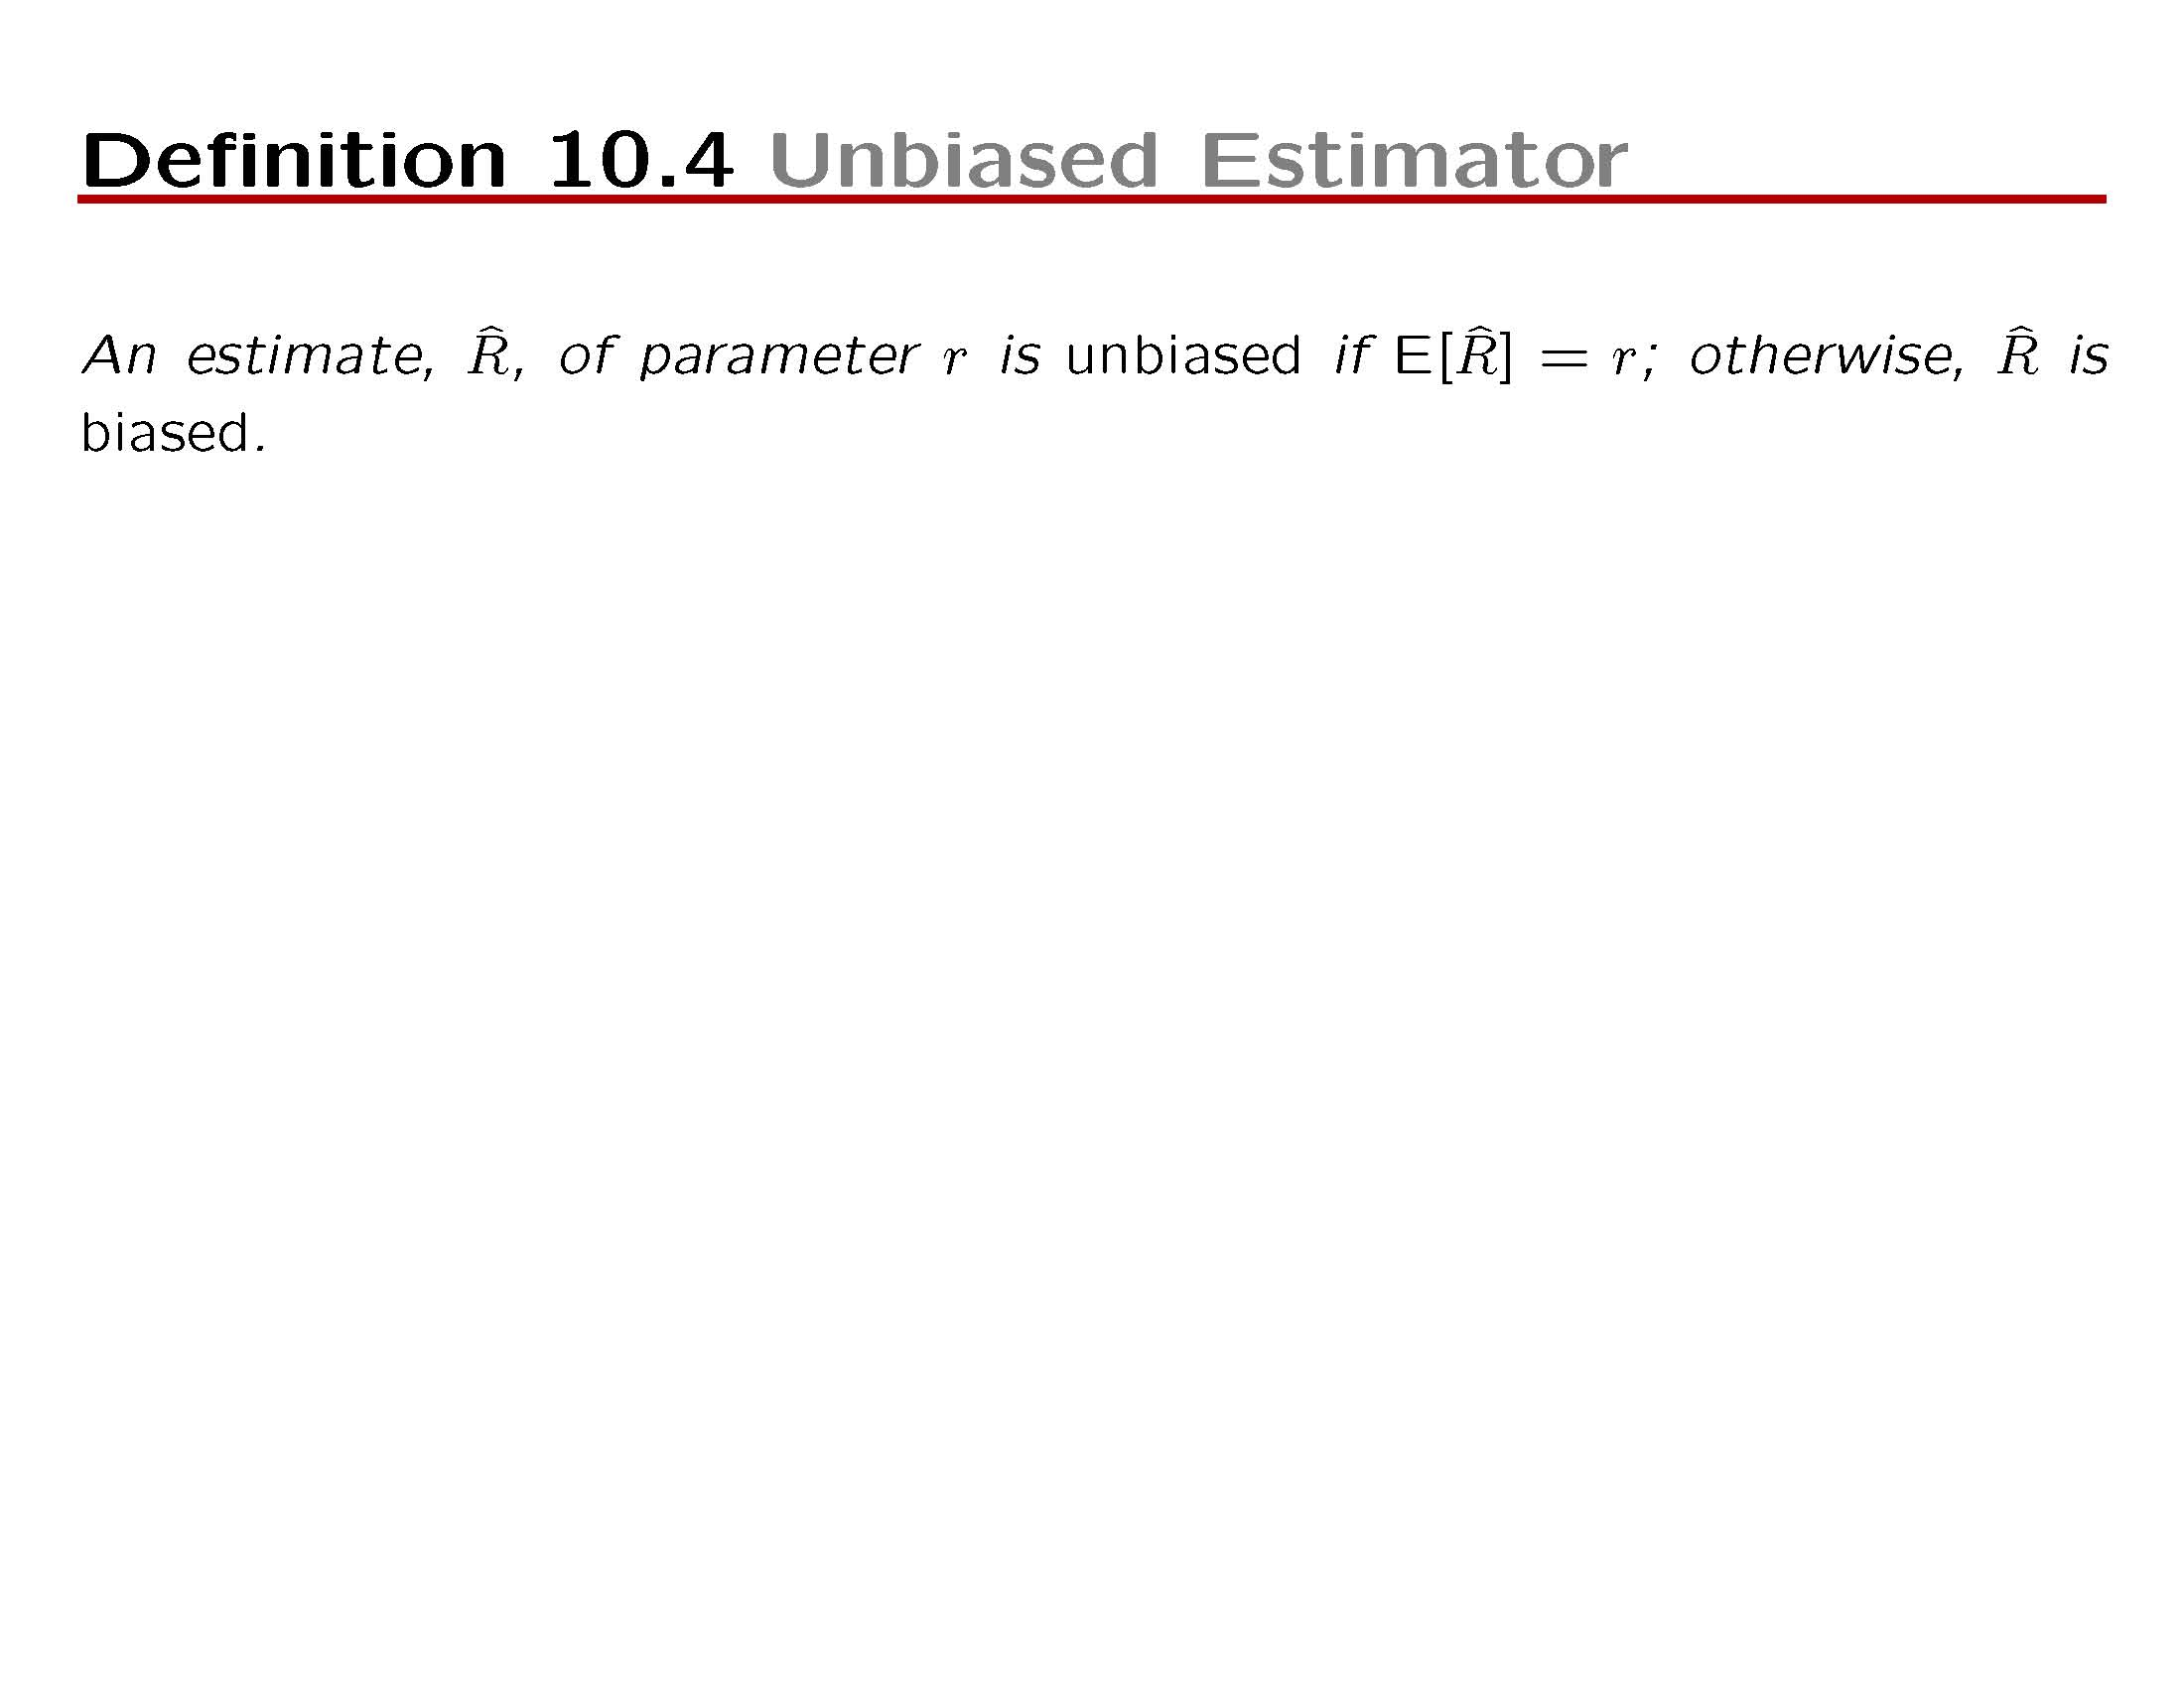 Definition 10.4 Unbiased Estimator
An estimate, R̂, of parameter r is unbiased if E[R̂] = r; otherwise, R̂ is
biased.